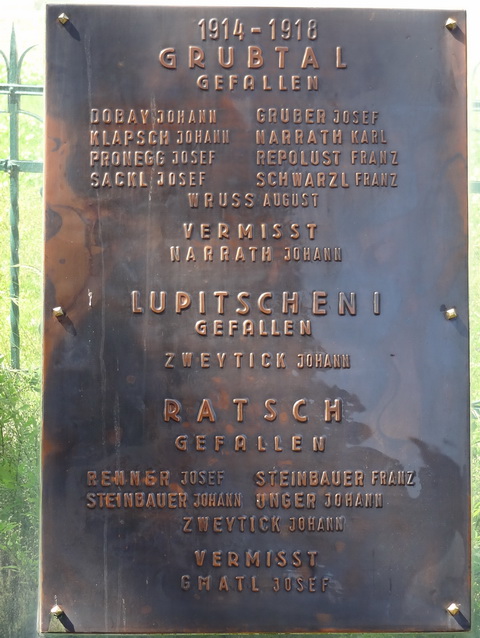 1914-1918
GRUBTAL
GEFALLEN
DOBAY JOHANN GRUBER JOSEF
KLAPSCH JOHANN NARRATH KARL
PRONEGG JOSEF REPOLUST FRANZ
SACKL JOSEF SCHWARZL FRANZ
WRUSS AUGUST
VERMISST
NARRATH JOHANN
LUPITSCHENI
GEFALLEN
ZWEYTICK JOHANN
RATSCH
GEFALLEN
REMMER JOSEF STEINBAUER FRANZ
STEINBAUER JOHANN UNGER JOHANN
ZWEYTICK JOHANN
VERMISST
GMATL JOSEF